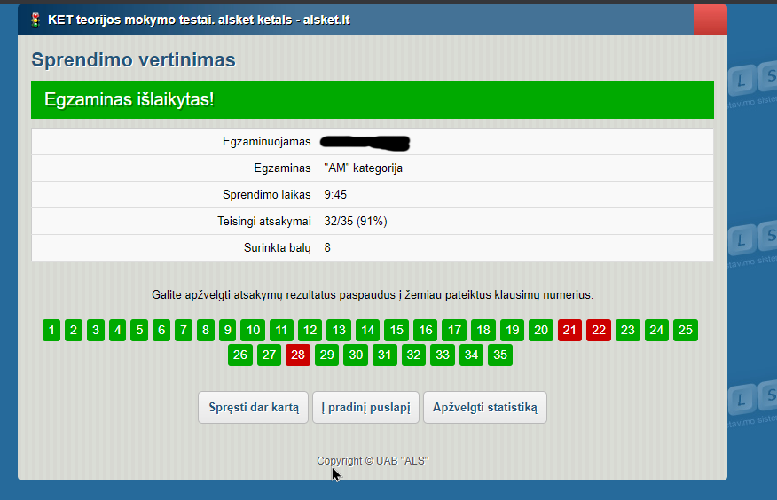 KET teorijos mokymo testai. alsket ketals - alsket.lt
Sprendimo vertinimas
Egzaminas išlaikytas!
Egzaminuojamas
Egzaminas "AM" kategorija
Sprendimo laikas 9:45
Teisingi atsakymai 32/35 (91%)
Surinkta balų 8
Galite apžvelgti atsakymų rezultatus paspaudus į žemiau pateiktus klausimų numerius.
1 2 3 4 5 6 7 8 9 10 11 12 13 14 15 16 17 18 19 20 21 22 23 24 25
26 27 28 29 30 31 32 33 34 35
Spręsti dar kartą Į pradinį puslapį Apžvelgti statistiką
Copyright © UAB "ALS"
L S
L S
L S